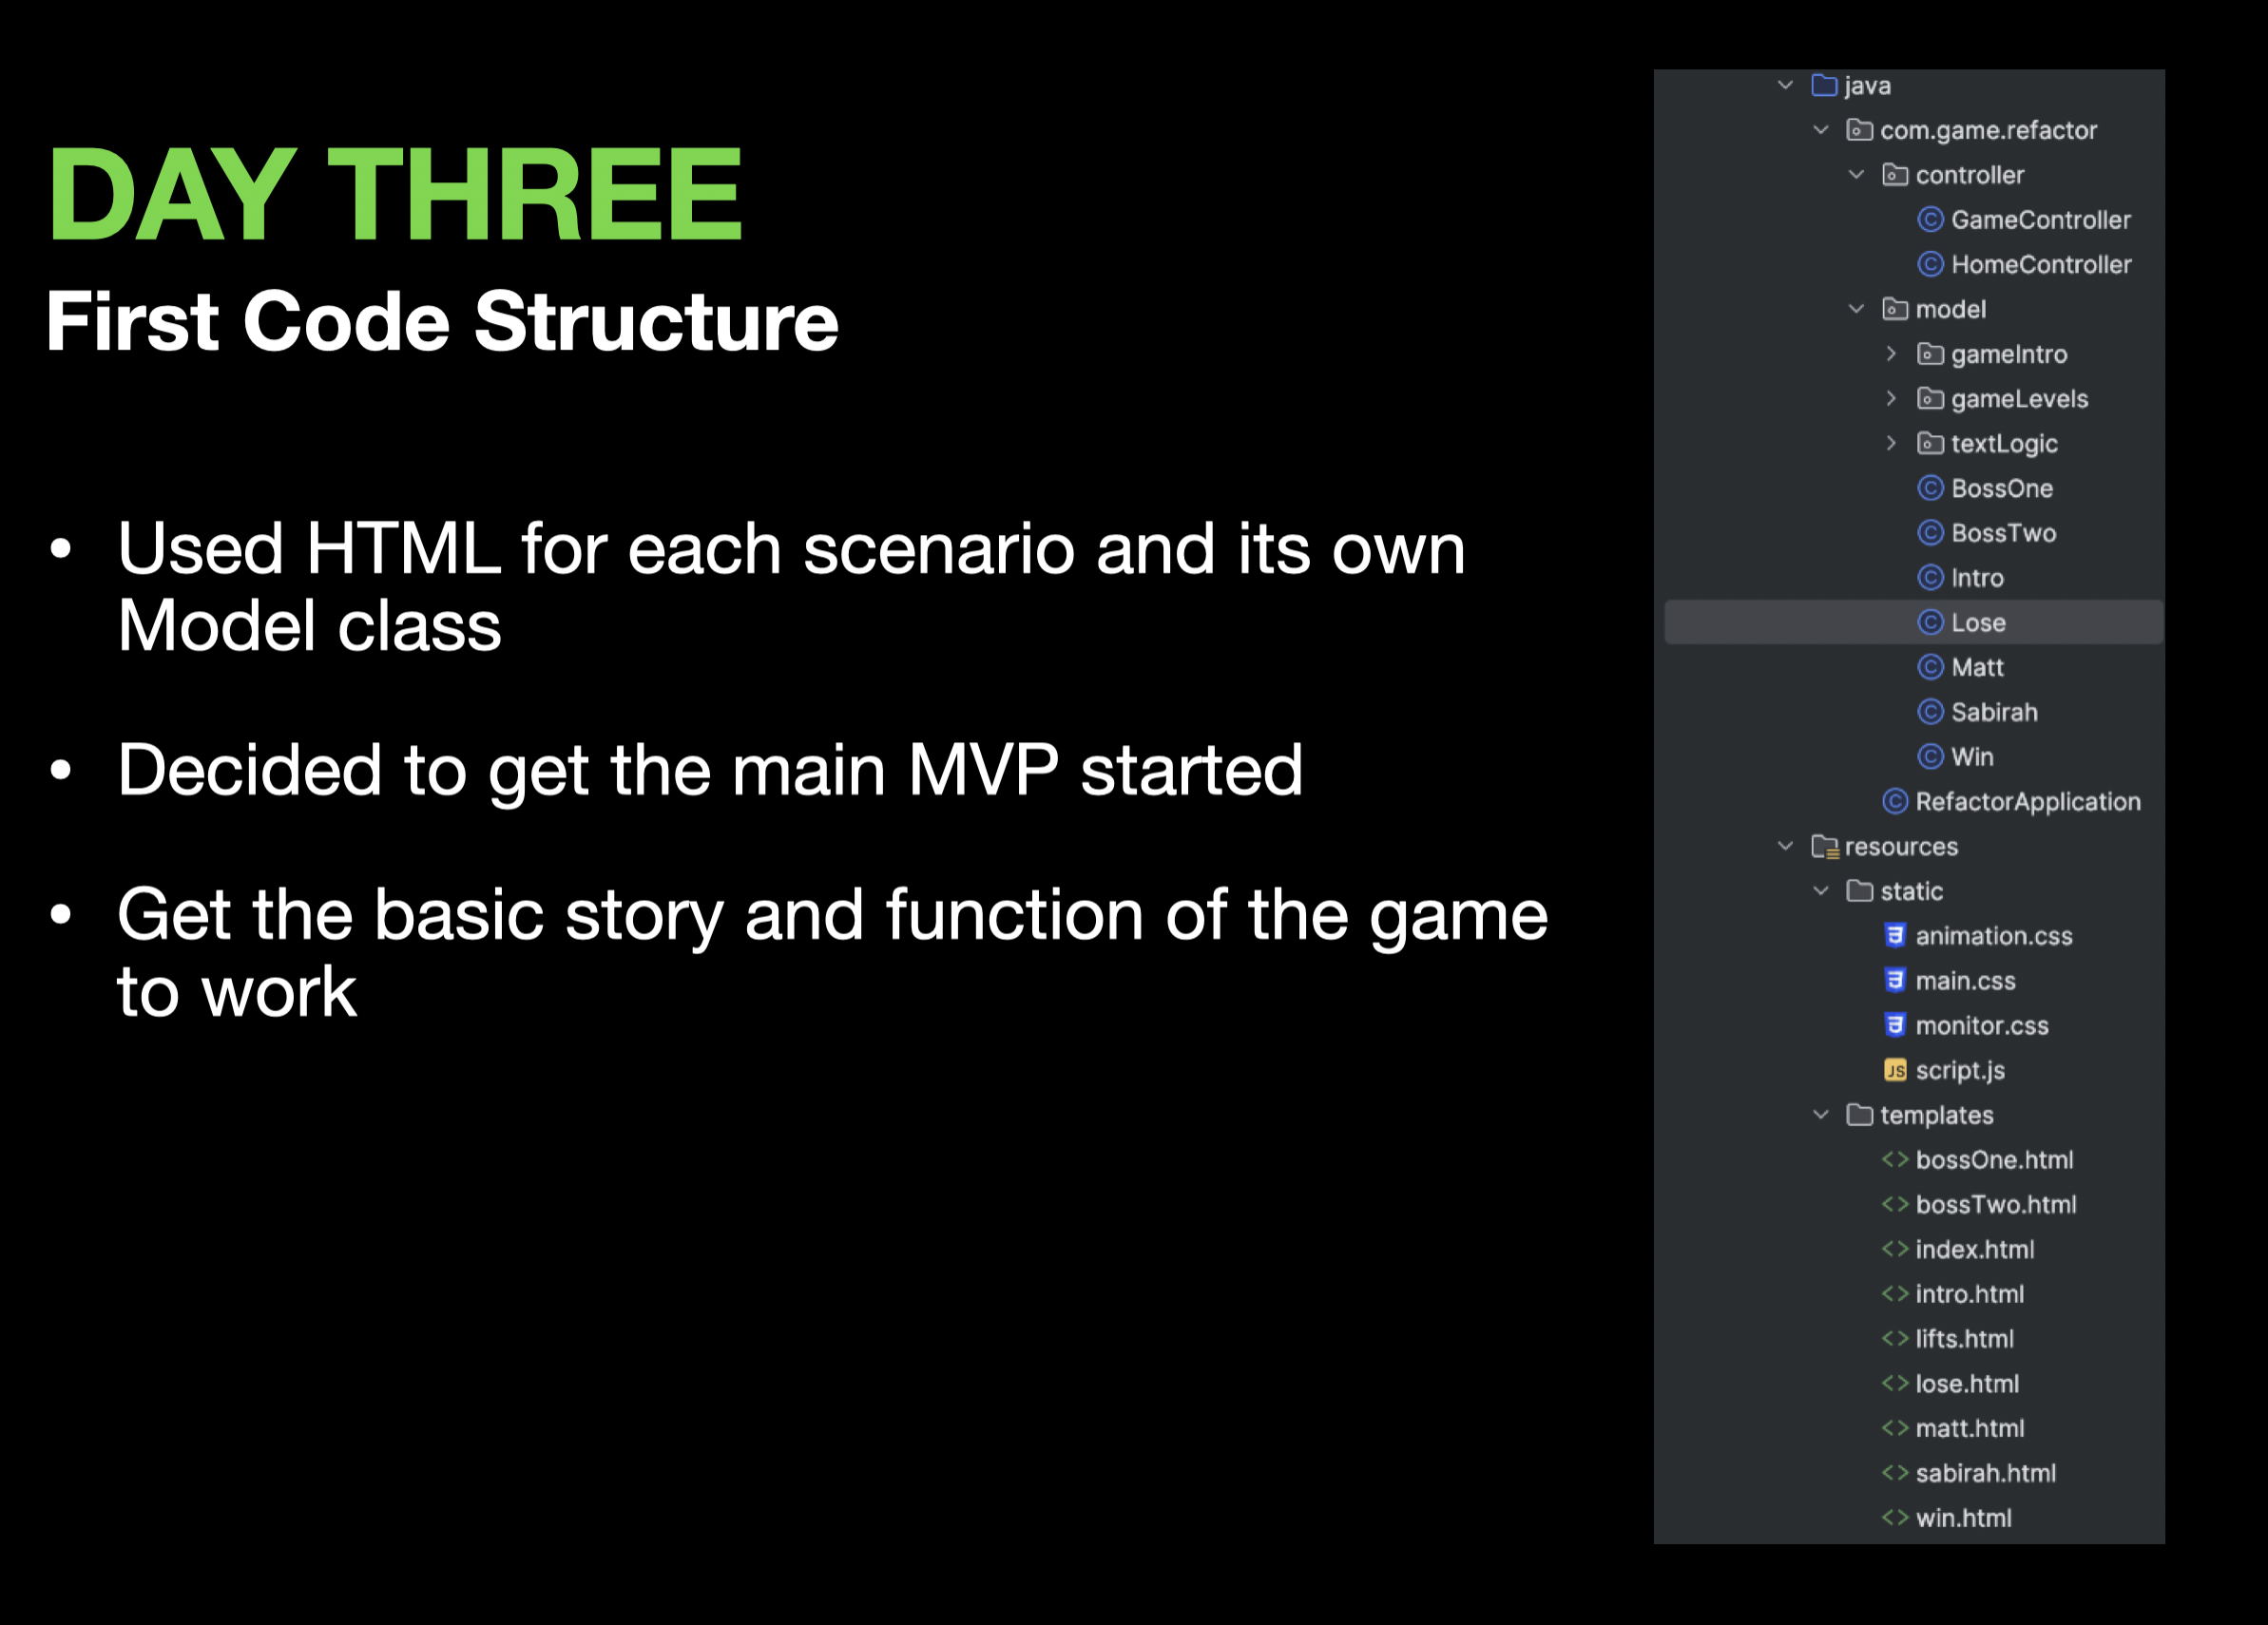 DAY THREE
First Code Structure
• Used HTML for each scenario and its own
Model class
• Decided to get the main MVP started
• Get the basic story and function of the game
to work
java
com.game.refactor
controller
GameController
HomeController
model
gameIntro
gameLevels
textLogic
BossOne
BossTwo
Intro
Lose
Matt
Sabirah
Win
RefactorApplication
resources
static
animation.css
main.css
monitor.css
script.js
templates
bossOne.html
bossTwo.html
index.html
intro.html
lifts.html
lose.html
matt.html
sabirah.html
win.html